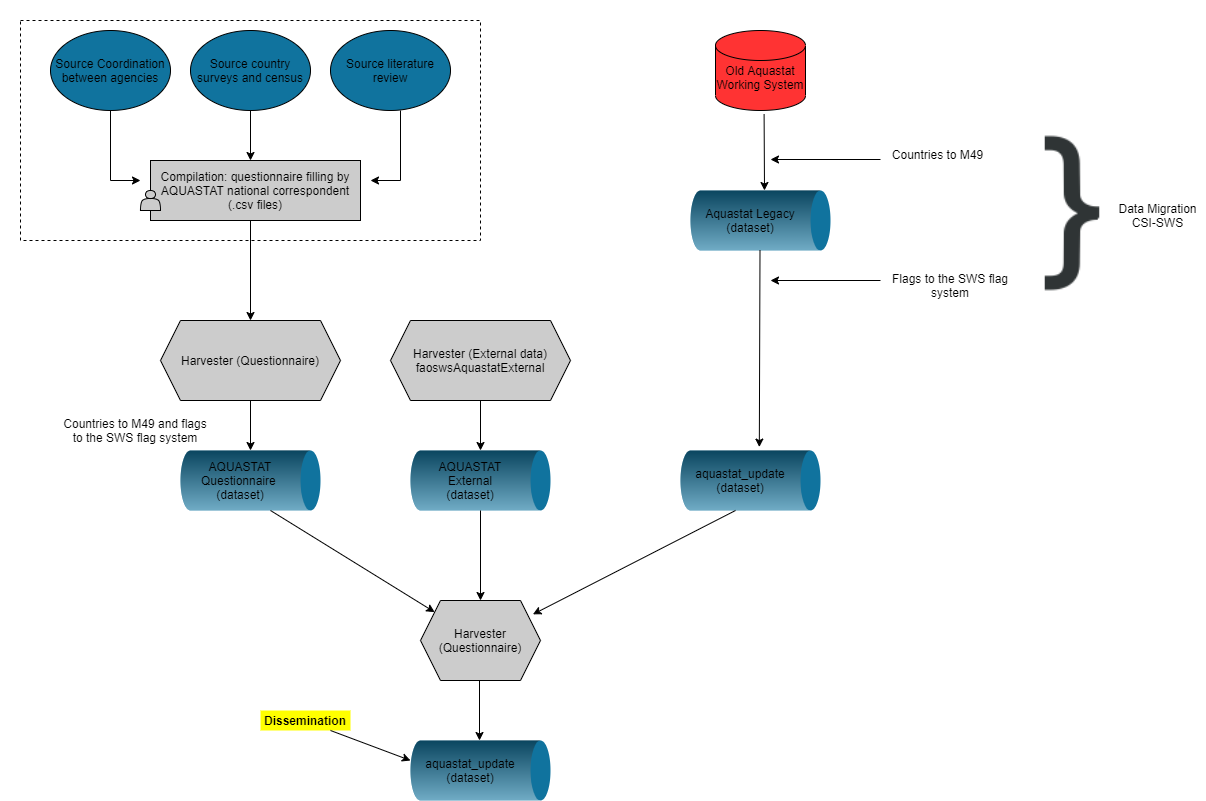 Source Coordination
between agencies
Source country
surveys and census
Source literature
review
Old Aquastat
Working System
Compilation: questionnaire filling by
AQUASTAT national correspondent
(.csv files)
Countries to M49
Aquastat Legacy
(dataset)
Data Migration
CSI-SWS
Flags to the SWS flag
system
Harvester (Questionnaire)
Harvester (External data)
faoswsAquastatExternal
Countries to M49 and flags
to the SWS flag system
AQUASTAT
Questionnaire
(dataset)
AQUASTAT
External
(dataset)
aquastat_update
(dataset)
Harvester
(Questionnaire)
Dissemination
aquastat_update
(dataset)